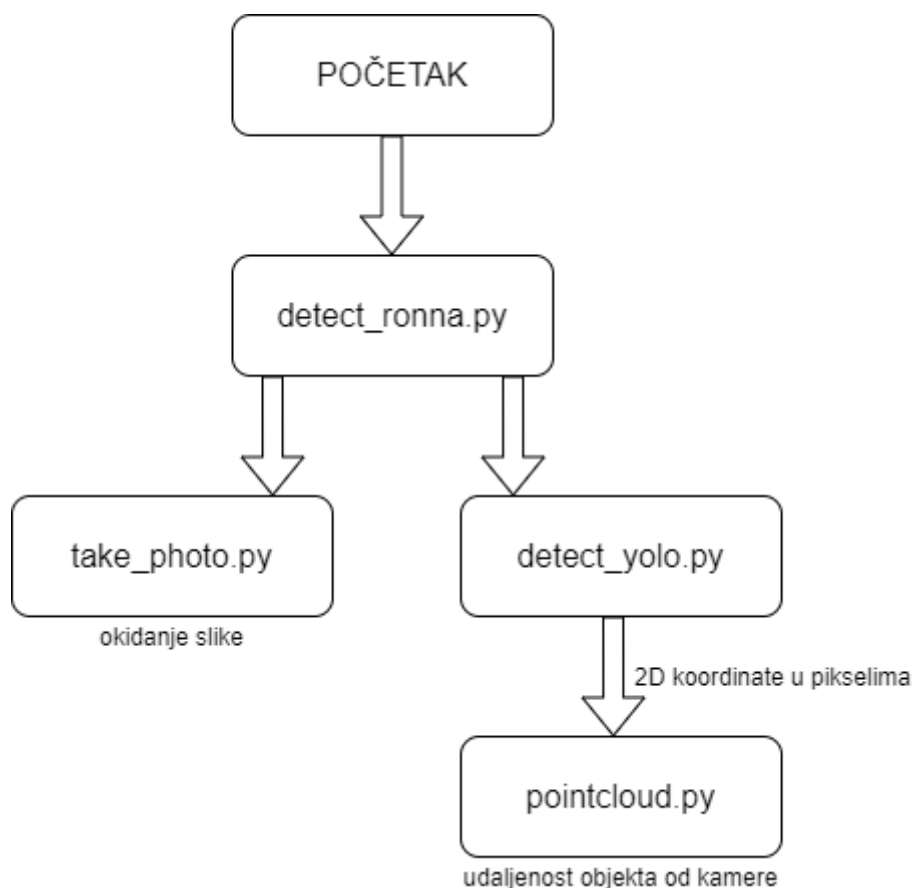 POČETAK
detect_ronna.py
take_photo.py
okidanje slike
detect_yolo.py
2D koordinate u pikselima
pointcloud.py
udaljenost objekta od kamere